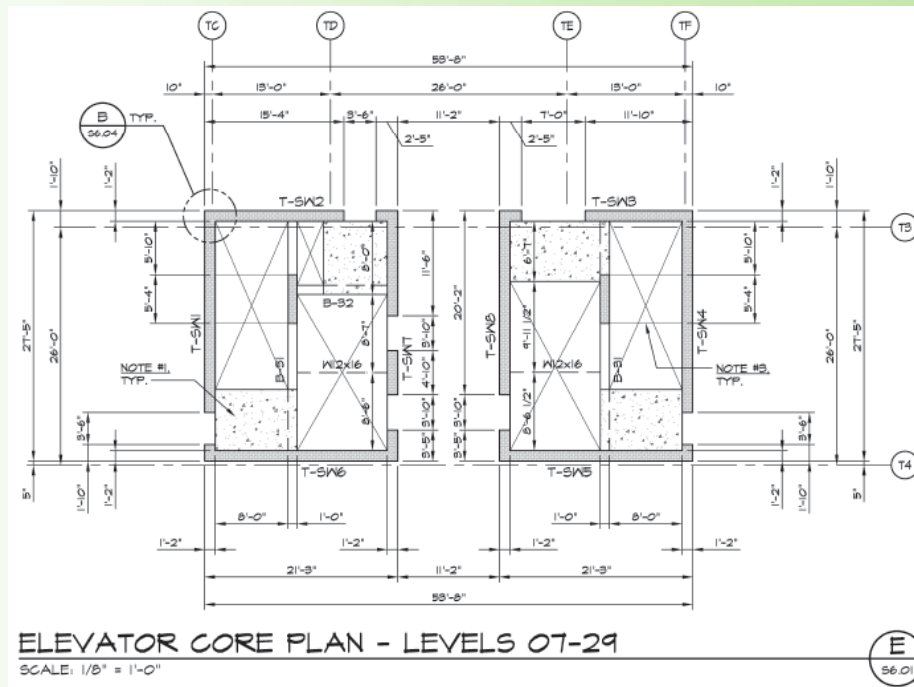 TC TD TE TF
53'-8"
10" 13'-0" 26'-0" 13'-0" 10"
B TYP. 15'-4" 3'-6" 11'-2" 7'-0" 11'-10"
S6.04 2'-5" 2'-5"
1'-10" 1'-2" 1'-2" 1'-10"
T-SW2 T-SW3
T3
5'-10" 8'-0" 11'-6" 6'-7" 5'-10"
5'-4" B-32 20'-2" 5'-4"
27'-5" 26'-0" T-SW1 8'-7" 3'-10" T-SW7 T-SW8 9'-11 1/2" T-SW4 26'-0" 27'-5"
NOTE #1, B-31 W12x16 4'-10" W12x16 B-31 NOTE #3,
TYP. TYP.
3'-6" 8'-6" 3'-10" 3'-10" 8'-6 1/2" 3'-6"
3'-5" 3'-5"
T-SW6 T-SW5
T4
5" 1'-10" 1'-2" 1'-2" 1'-10" 5"
8'-0" 1'-0" 1'-0" 8'-0"
1'-2" 1'-2" 1'-2" 1'-2"
21'-3" 11'-2" 21'-3"
53'-8"
ELEVATOR CORE PLAN - LEVELS 07-29 E
SCALE: 1/8" = 1'-0" S6.01